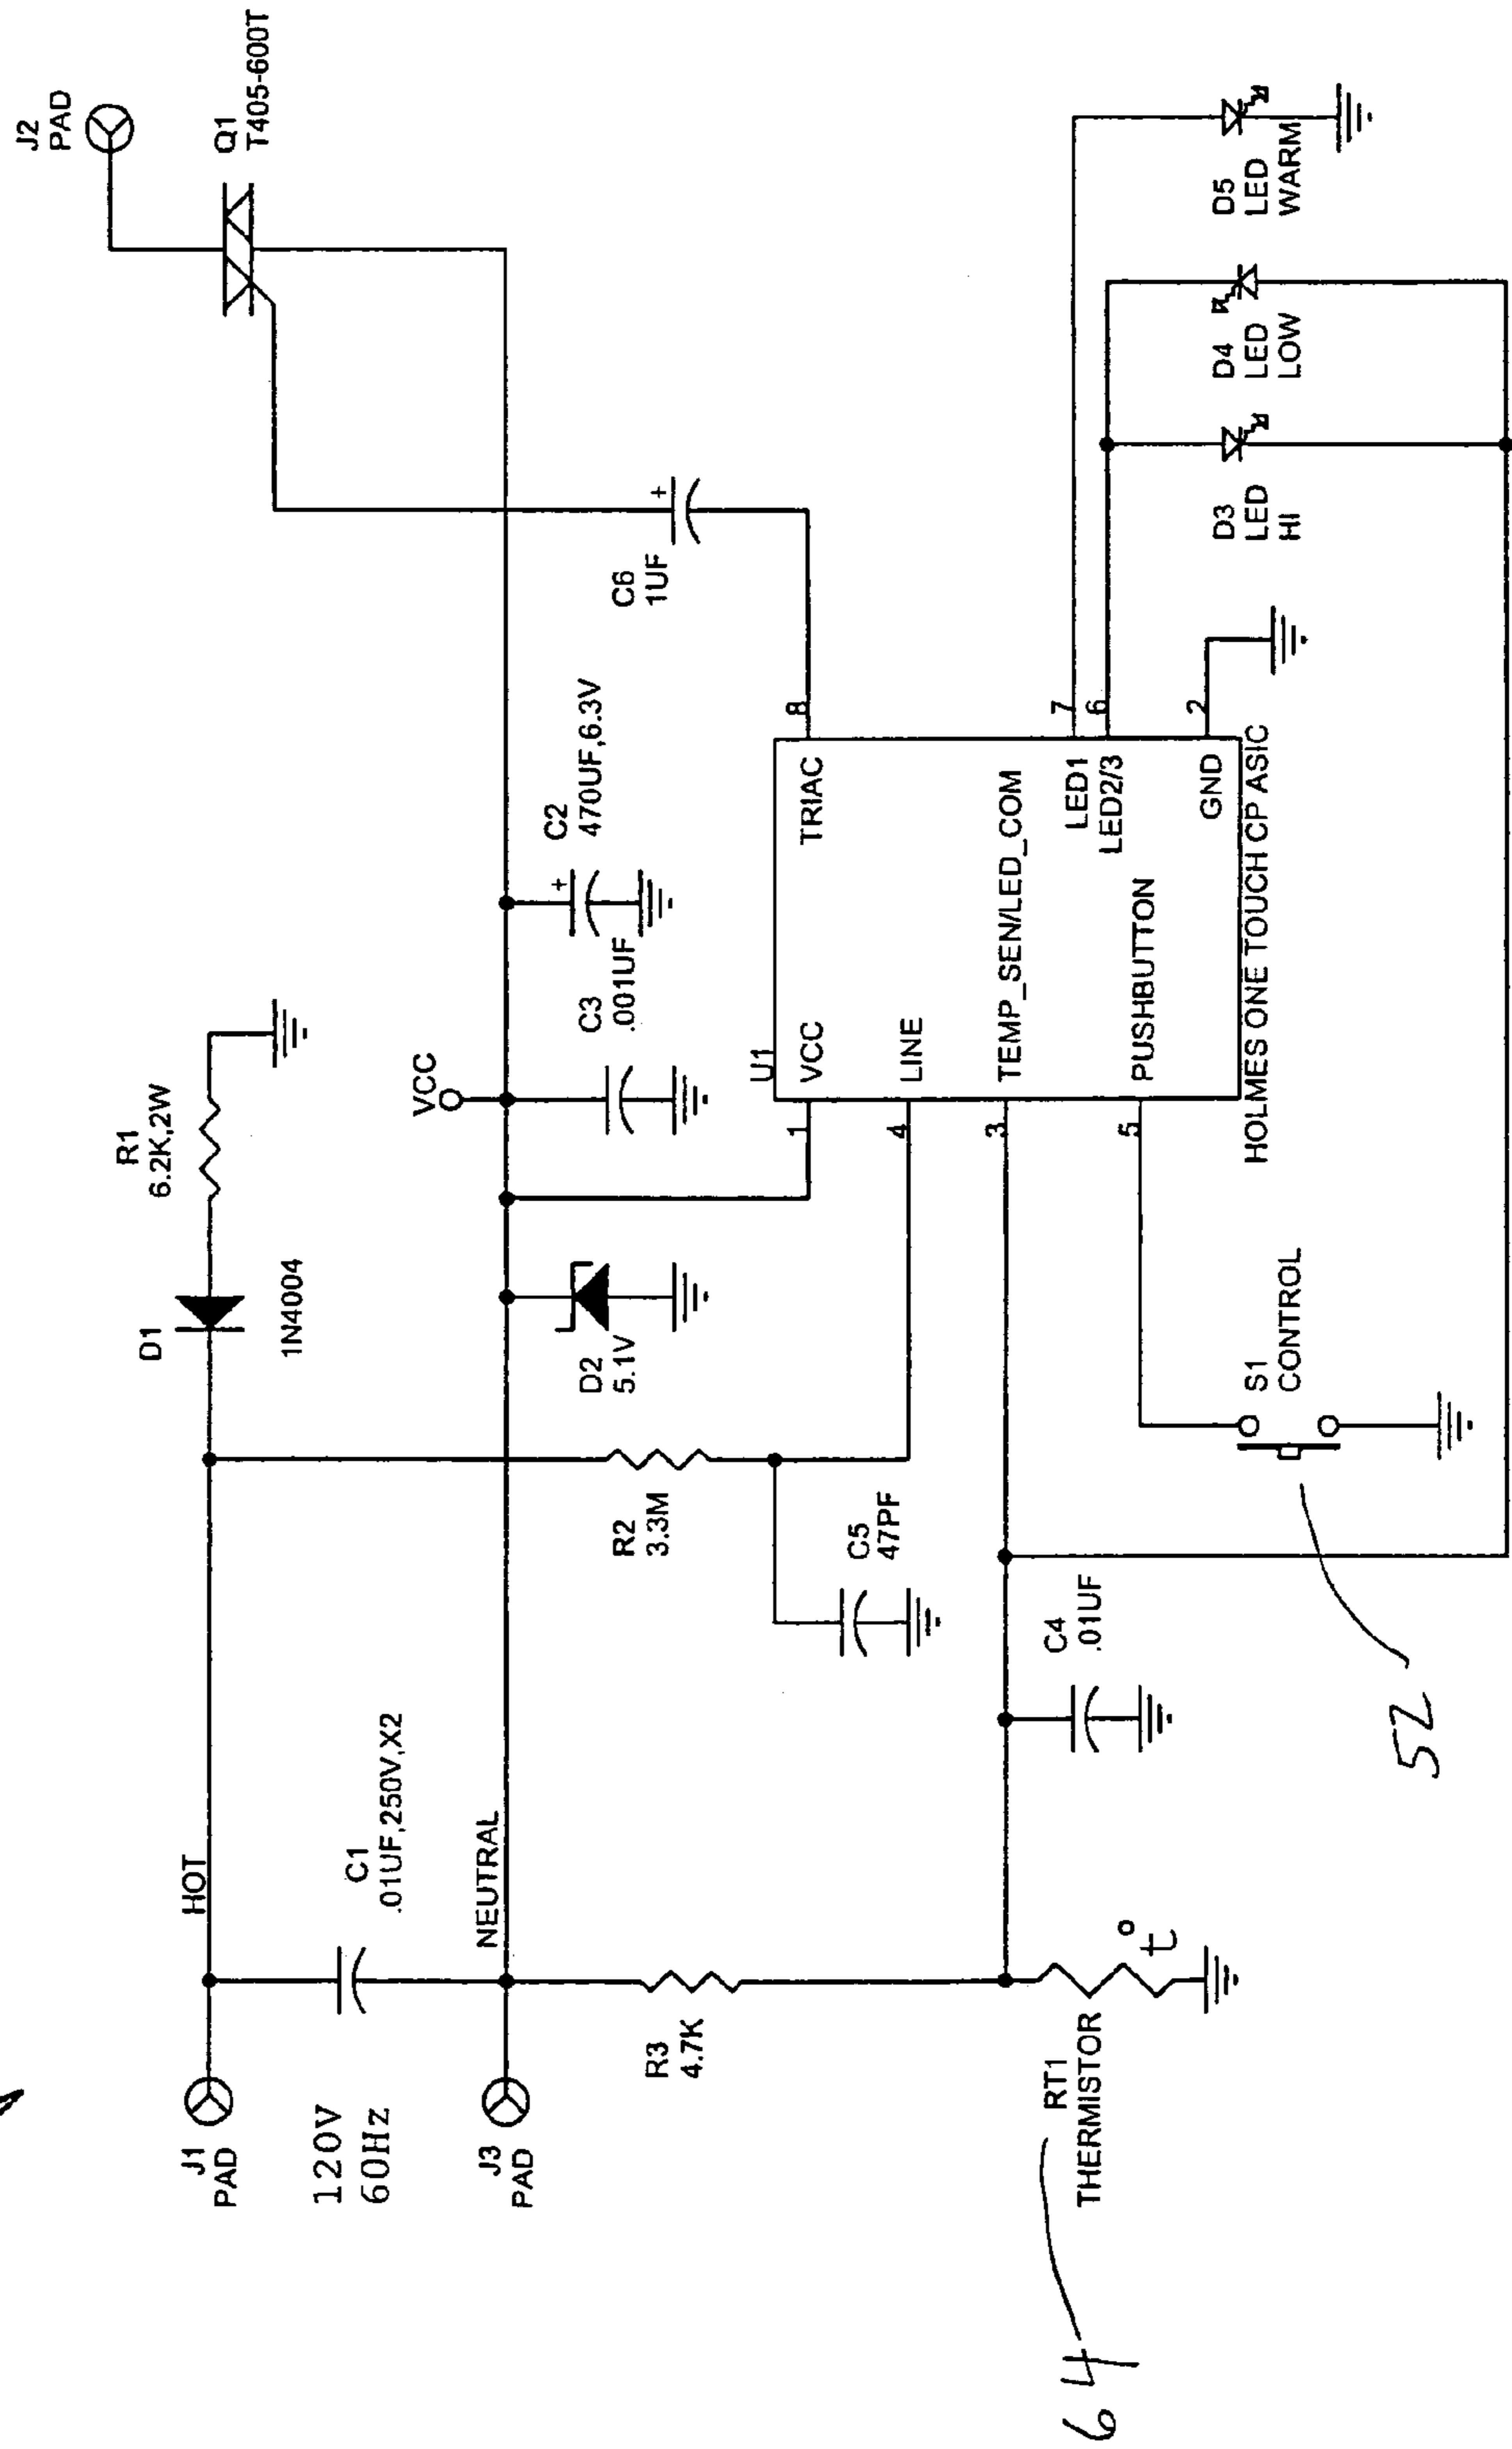 J2
PAD
Q1
T405-600T
R1
6.2K,2W
D1
1N4004
HOT
J1
PAD
C1
.01UF,250V,X2
120V
60Hz
VCC
NEUTRAL
J3
PAD
C3
.001UF
C2
470UF,6.3V
C6
1UF
D2
5.1V
R2
3.3M
R3
4.7K
C5
47PF
U1
1
VCC
TRIAC
8
4
LINE
3
TEMP_SEN/LED_COM
LED1
7
LED2/3
6
5
PUSHBUTTON
GND
2
HOLMES ONE TOUCH CP ASIC
C4
.01UF
RT1
THERMISTOR
t°
64
S1
CONTROL
52
D3
LED
HI
D4
LED
LOW
D5
LED
WARM